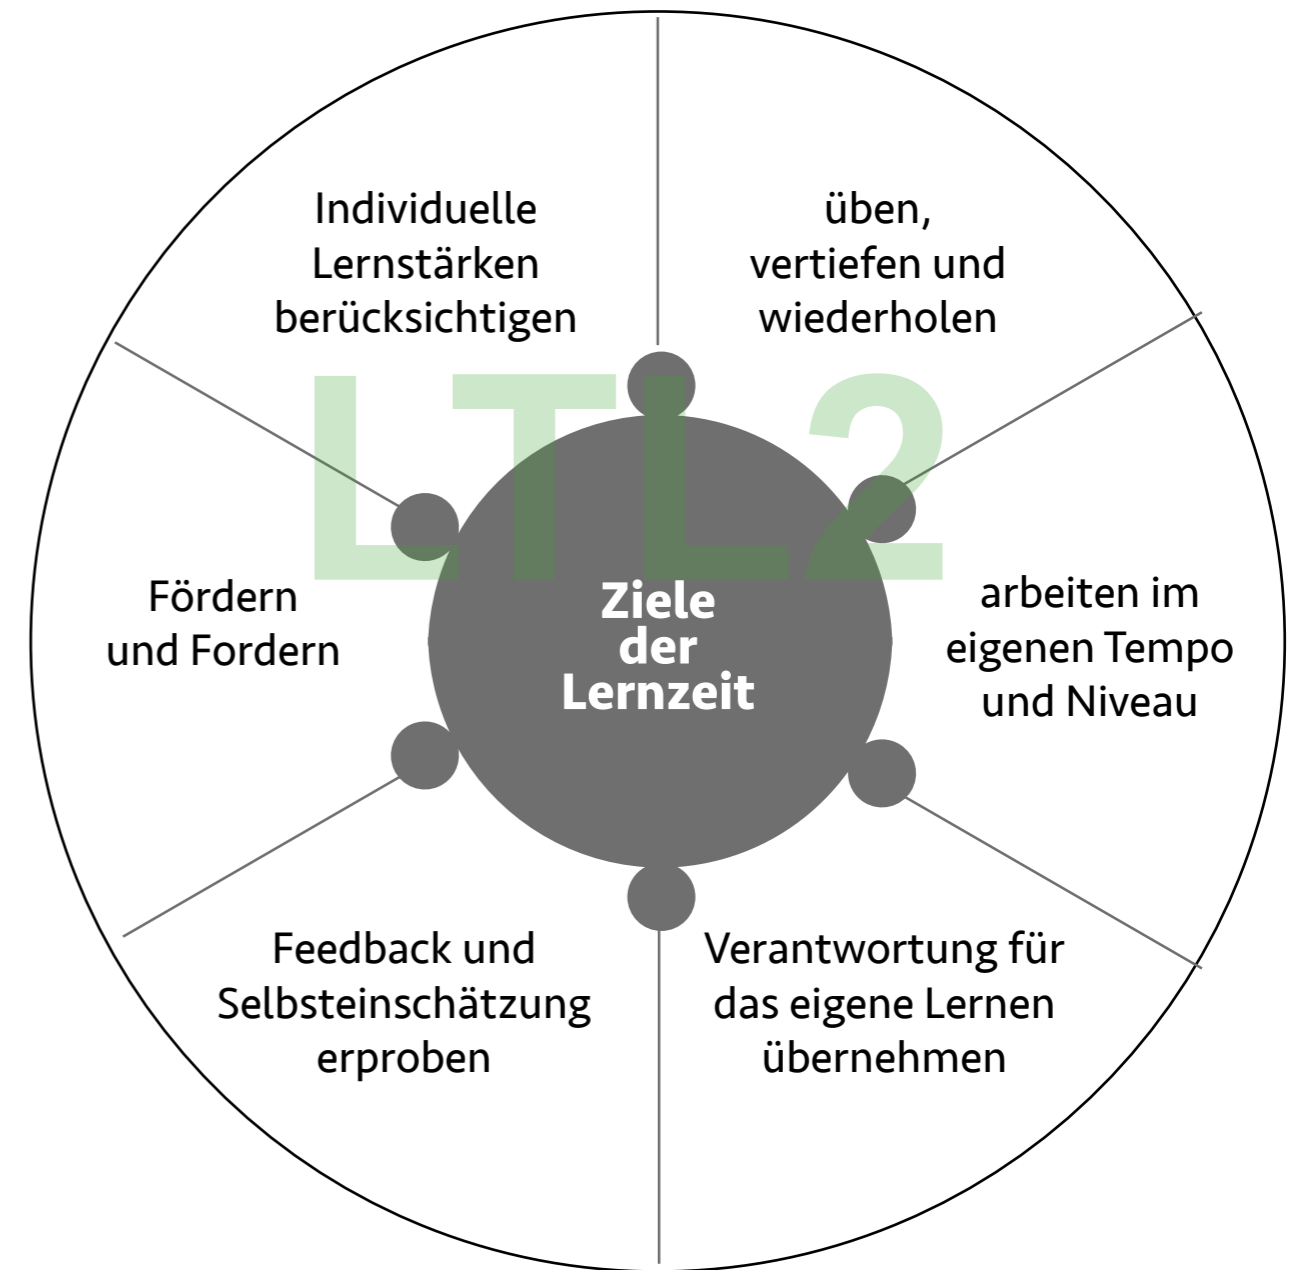 Individuelle
Lernstärken
berücksichtigen
üben,
vertiefen und
wiederholen
LTL2
Fördern
und Fordern
Ziele
der
Lernzeit
arbeiten im
eigenen Tempo
und Niveau
Feedback und
Selbsteinschätzung
erproben
Verantwortung für
das eigene Lernen
übernehmen